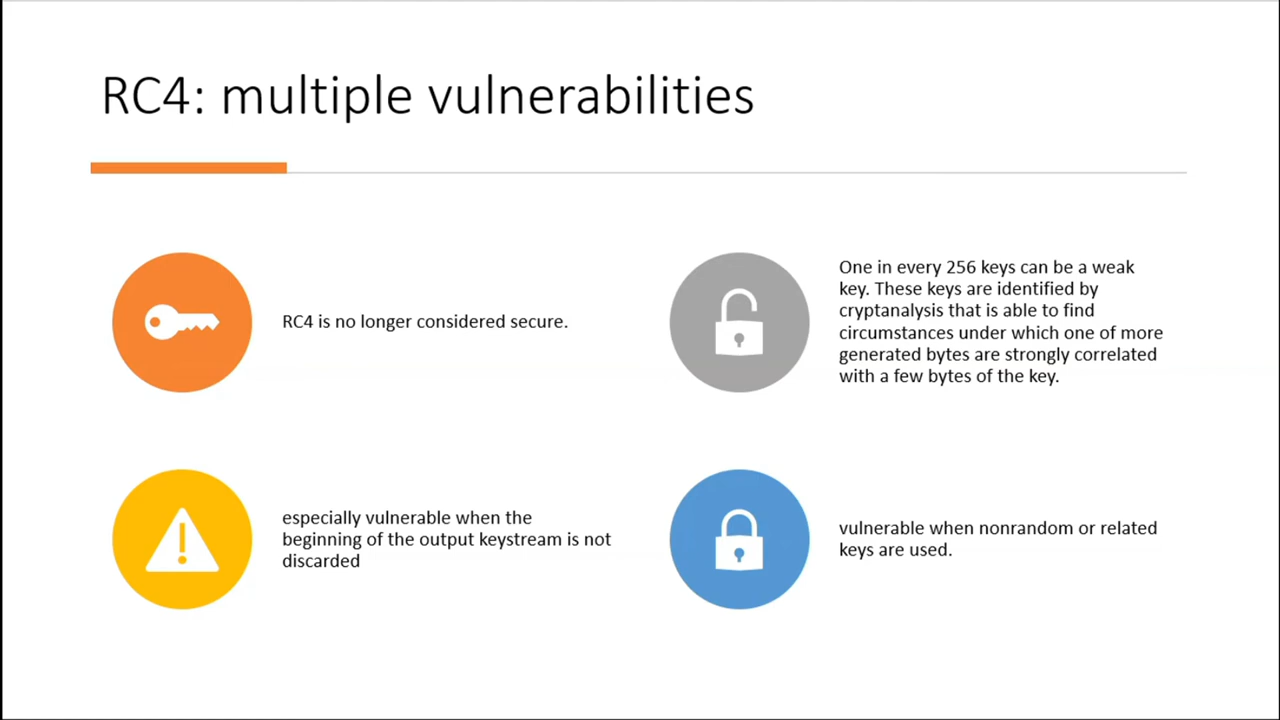 RC4: multiple vulnerabilities
RC4 is no longer considered secure.
One in every 256 keys can be a weak
key. These keys are identified by
cryptanalysis that is able to find
circumstances under which one of more
generated bytes are strongly correlated
with a few bytes of the key.
especially vulnerable when the
beginning of the output keystream is not
discarded
vulnerable when nonrandom or related
keys are used.